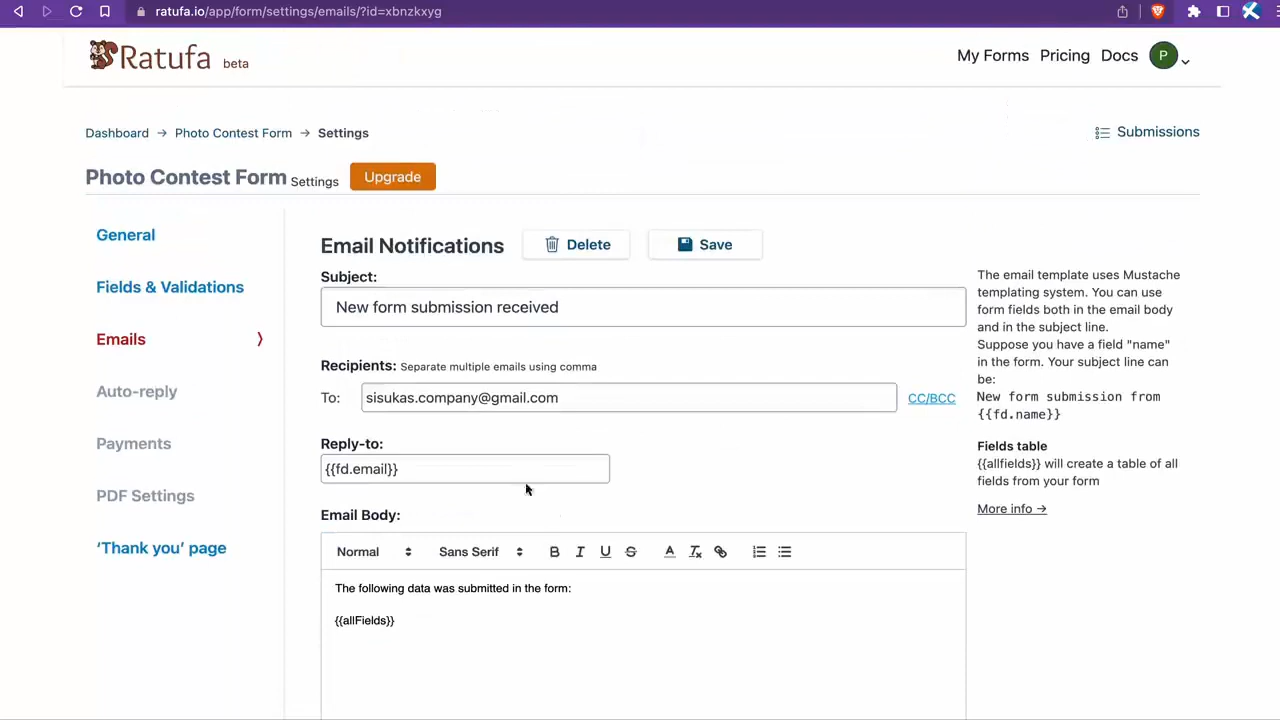 ratufa.io/app/form/settings/emails/?id=xbnzkxyg
Ratufa beta
My Forms Pricing Docs P
Dashboard → Photo Contest Form → Settings
Submissions
Photo Contest Form Settings Upgrade
General
Fields & Validations
Emails
Auto-reply
Payments
PDF Settings
‘Thank you’ page
Email Notifications Delete Save
Subject:
New form submission received
Recipients: Separate multiple emails using comma
To: sisukas.company@gmail.com CC/BCC
Reply-to:
{{fd.email}}
Email Body:
Normal Sans Serif B I U S A
The following data was submitted in the form:
{{allFields}}
The email template uses Mustache
templating system. You can use
form fields both in the email body
and in the subject line.
Suppose you have a field "name"
in the form. Your subject line can
be:
New form submission from
{{fd.name}}
Fields table
{{allfields}} will create a table of all
fields from your form
More info →